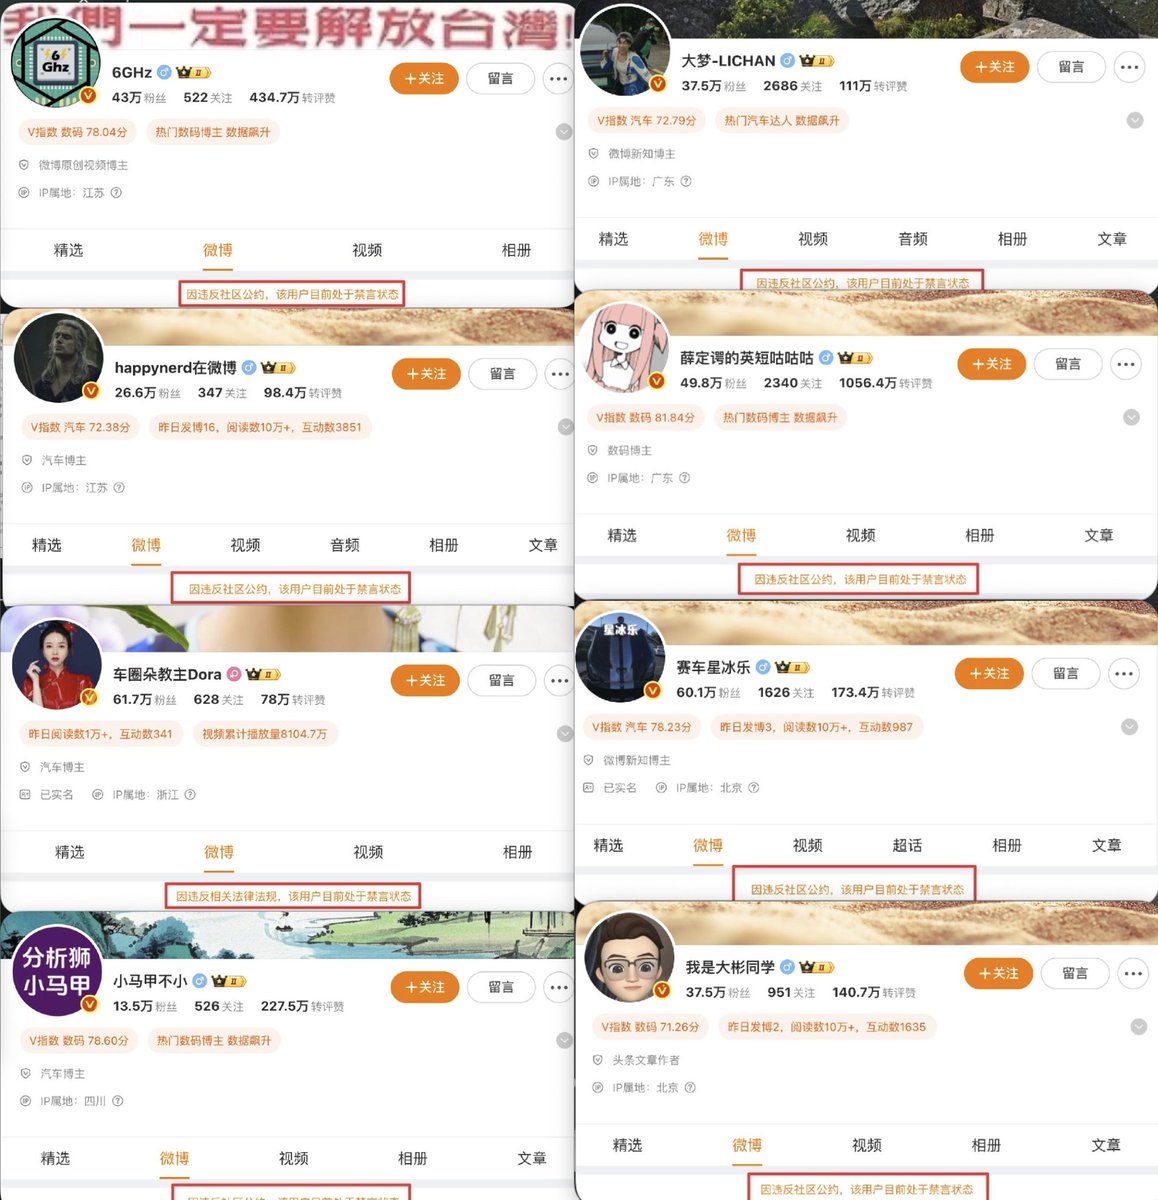 我們一定要解放台灣!
6
Ghz
6GHz II
+关注
留言
43万粉丝 522关注 434.7万转评赞
V指数 数码 78.04分
热门数码博主 数据飙升
微博原创视频博主
IP属地：江苏
精选
微博
视频
相册
因违反社区公约，该用户目前处于禁言状态
happynerd在微博 II
+关注
留言
26.6万粉丝 347关注 98.4万转评赞
V指数 汽车 72.38分
昨日发博16，阅读数10万+，互动数3851
汽车博主
IP属地：江苏
精选
微博
视频
音频
相册
文章
因违反社区公约，该用户目前处于禁言状态
车圈朵教主Dora II
+关注
留言
61.7万粉丝 628关注 78万转评赞
昨日阅读数1万+，互动数341
视频累计播放量8104.7万
汽车博主
已实名
IP属地：浙江
精选
微博
视频
相册
因违反相关法律法规，该用户目前处于禁言状态
分析狮
小马甲
小马甲不小 II
+关注
留言
13.5万粉丝 526关注 227.5万转评赞
V指数 数码 78.60分
热门数码博主 数据飙升
汽车博主
IP属地：四川
精选
微博
视频
相册
文章
因违反社区公约，该用户目前处于禁言状态
大梦-LICHAN II
+关注
留言
37.5万粉丝 2686关注 111万转评赞
V指数 汽车 72.79分
热门汽车达人 数据飙升
微博新知博主
IP属地：广东
精选
微博
视频
音频
相册
文章
因违反社区公约，该用户目前处于禁言状态
薛定谔的英短咕咕咕 II
+关注
留言
49.8万粉丝 2340关注 1056.4万转评赞
V指数 数码 81.84分
热门数码博主 数据飙升
数码博主
IP属地：广东
精选
微博
视频
相册
文章
因违反社区公约，该用户目前处于禁言状态
星冰乐
赛车星冰乐 II
+关注
留言
60.1万粉丝 1626关注 173.4万转评赞
V指数 汽车 78.23分
昨日发博3，阅读数10万+，互动数987
微博新知博主
已实名
IP属地：北京
精选
微博
视频
超话
相册
文章
因违反社区公约，该用户目前处于禁言状态
我是大彬同学 II
+关注
留言
37.5万粉丝 951关注 140.7万转评赞
V指数 数码 71.26分
昨日发博2，阅读数10万+，互动数1635
头条文章作者
IP属地：北京
精选
微博
视频
相册
文章
因违反社区公约，该用户目前处于禁言状态